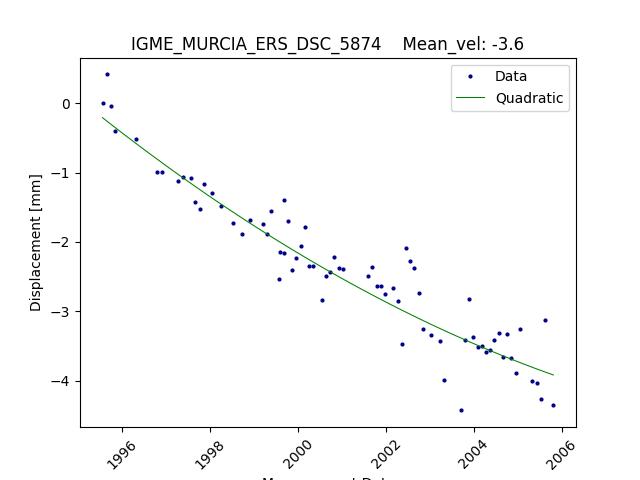 IGME_MURCIA_ERS_DSC_5874    Mean_vel: -3.6
Data
Quadratic
Displacement [mm]
0
−1
−2
−3
−4
1996
1998
2000
2002
2004
2006